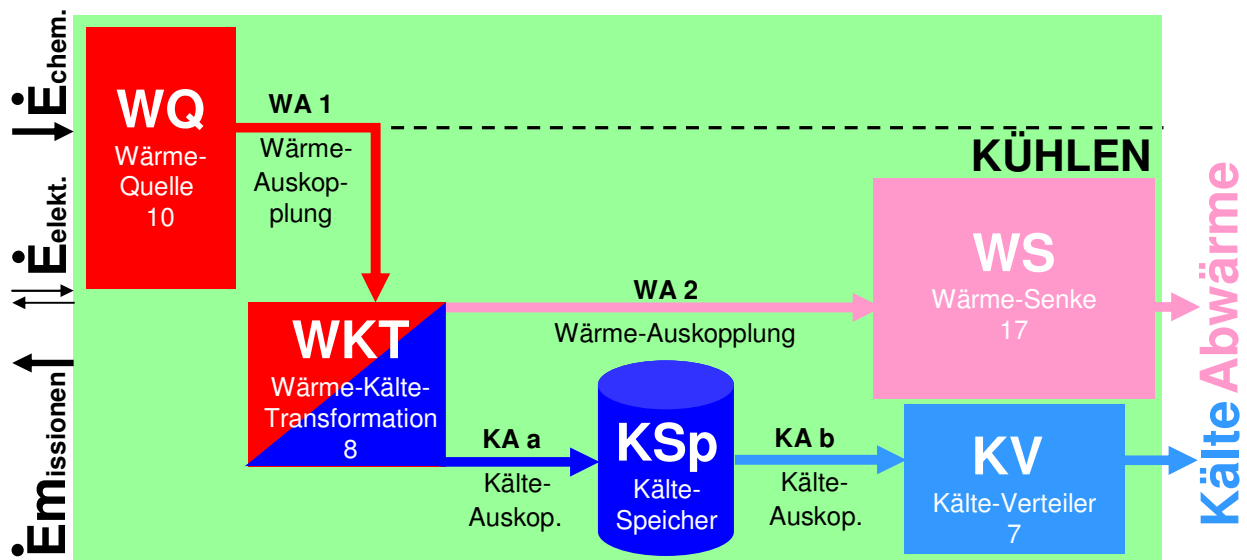 Ėchem.
Ėelekt.
Ėmissionen
WQ
Wärme-
Quelle
10
WA 1
Wärme-
Auskop-
plung
KÜHLEN
WKT
Wärme-Kälte-
Transformation
8
WA 2
Wärme-Auskopplung
WS
Wärme-Senke
17
KA a
Kälte-
Auskop.
KSp
Kälte-
Speicher
KA b
Kälte-
Auskop.
KV
Kälte-Verteiler
7
Abwärme
Kälte